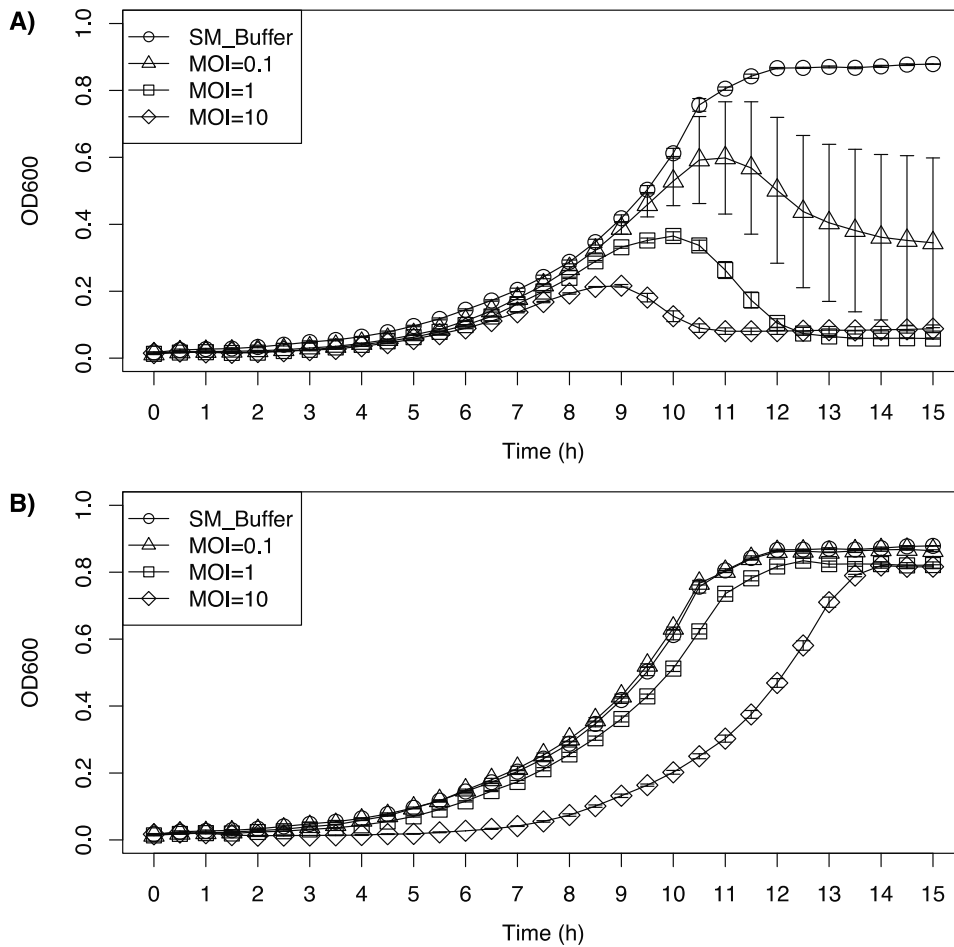 A)
SM_Buffer
MOI=0.1
MOI=1
MOI=10
OD600
0.0 0.2 0.4 0.6 0.8 1.0
0 1 2 3 4 5 6 7 8 9 10 11 12 13 14 15
Time (h)
B)
SM_Buffer
MOI=0.1
MOI=1
MOI=10
OD600
0.0 0.2 0.4 0.6 0.8 1.0
0 1 2 3 4 5 6 7 8 9 10 11 12 13 14 15
Time (h)